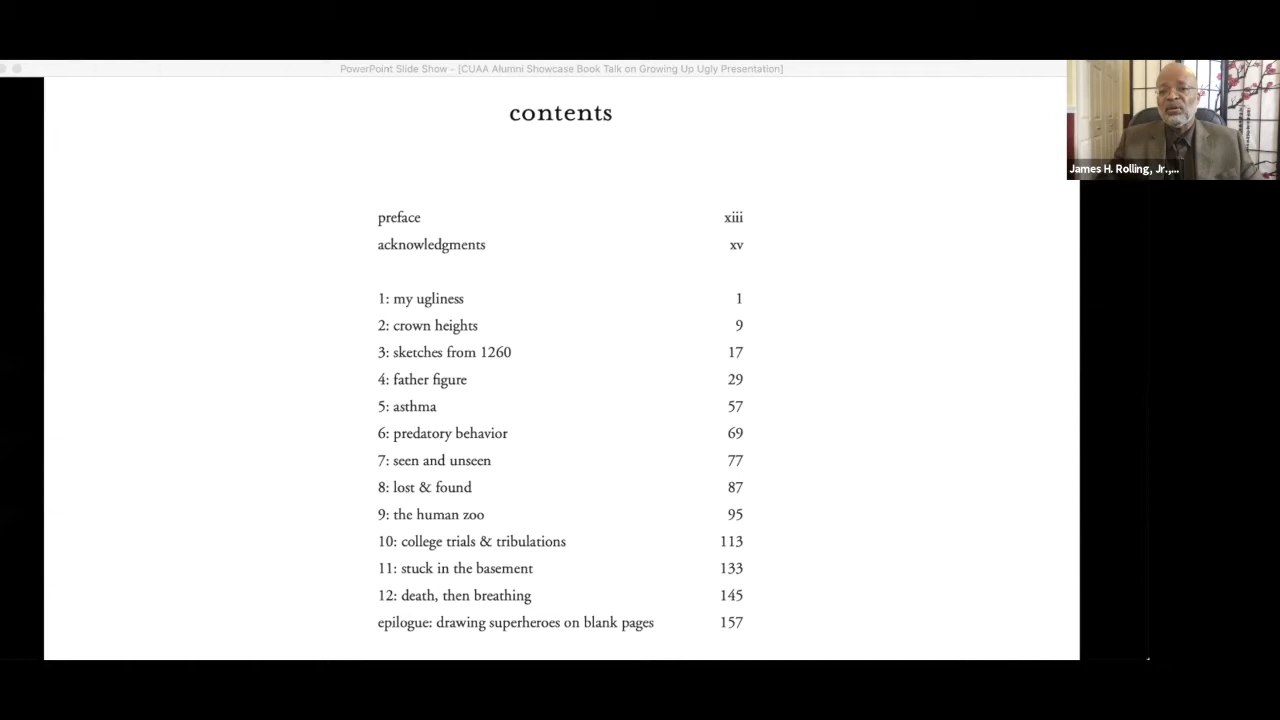 PowerPoint Slide Show - [CUAA Alumni Showcase Book Talk on Growing Up Ugly Presentation]
contents
James H. Rolling, Jr.,...
preface xiii
acknowledgments xv
1: my ugliness 1
2: crown heights 9
3: sketches from 1260 17
4: father figure 29
5: asthma 57
6: predatory behavior 69
7: seen and unseen 77
8: lost & found 87
9: the human zoo 95
10: college trials & tribulations 113
11: stuck in the basement 133
12: death, then breathing 145
epilogue: drawing superheroes on blank pages 157